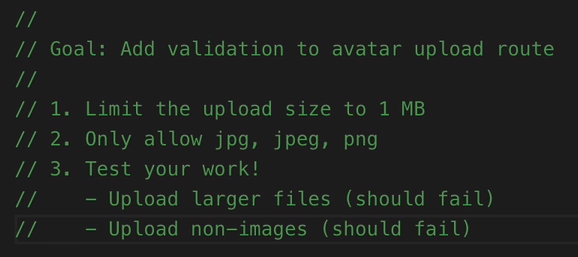 //
// Goal: Add validation to avatar upload route
//
// 1. Limit the upload size to 1 MB
// 2. Only allow jpg, jpeg, png
// 3. Test your work!
//    - Upload larger files (should fail)
//    - Upload non-images (should fail)